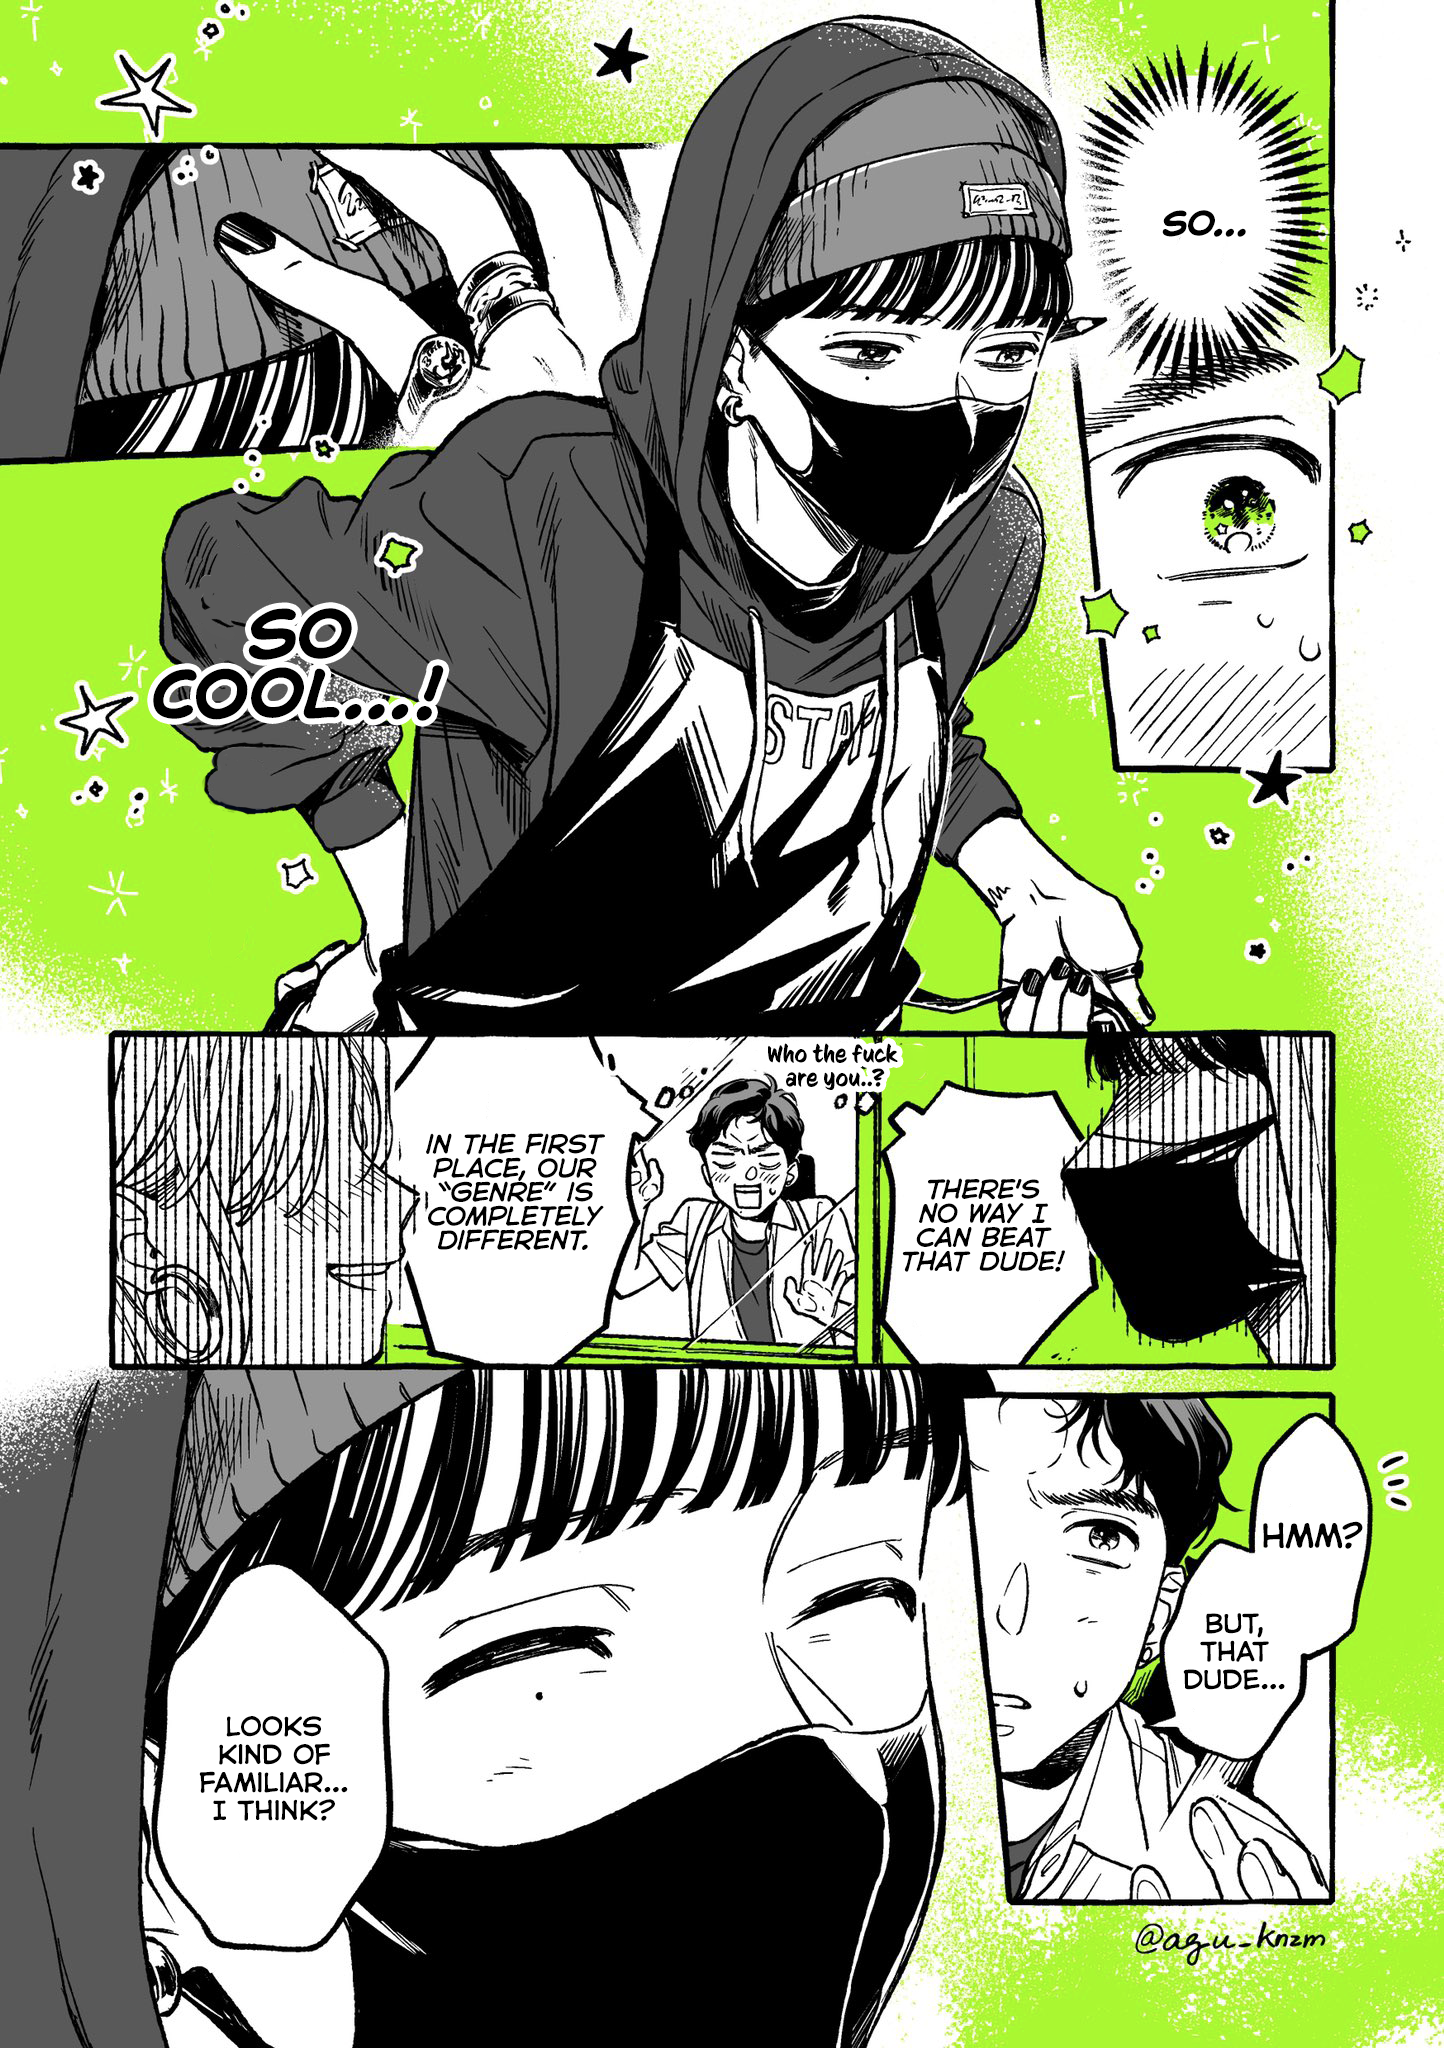 SO...
SO
COOL...!
STAF
THERE'S
NO WAY I
CAN BEAT
THAT DUDE!
Who the fuck
are you..?
IN THE FIRST
PLACE, OUR
"GENRE" IS
COMPLETELY
DIFFERENT.
HMM?
BUT,
THAT
DUDE...
LOOKS
KIND OF
FAMILIAR...
I THINK?
@agu_knzm